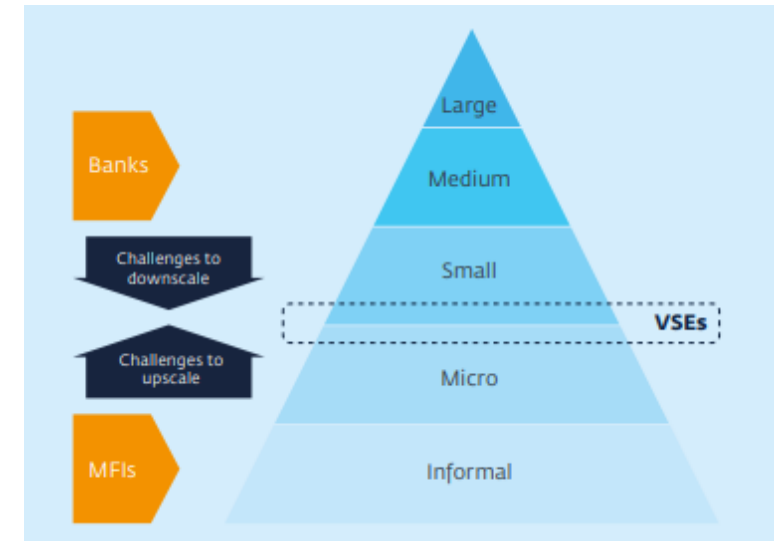 Large
Banks
Medium
Challenges to
downscale
Small
VSEs
Challenges to
upscale
Micro
MFIs
Informal